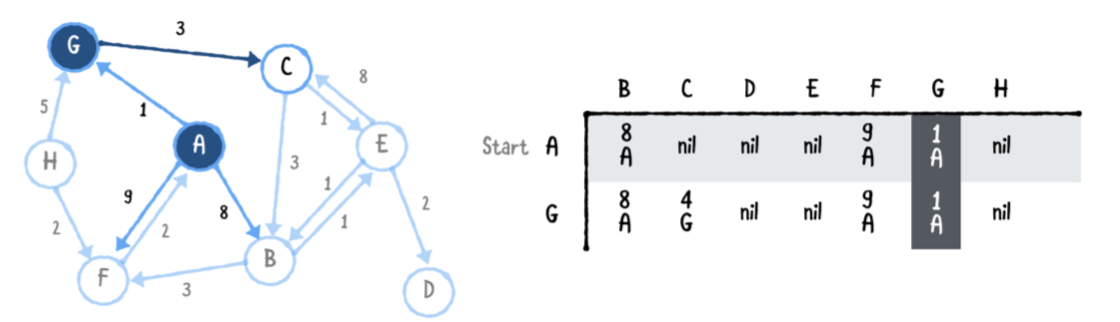 3
G
C
8
5
1
1
A
E
H
3
9
8
1
2
1
2
2
B
F
3
D
B C D E F G H
Start A 8 nil nil nil 9 1 nil
A A A
G 8 4 nil nil 9 1 nil
A G A A